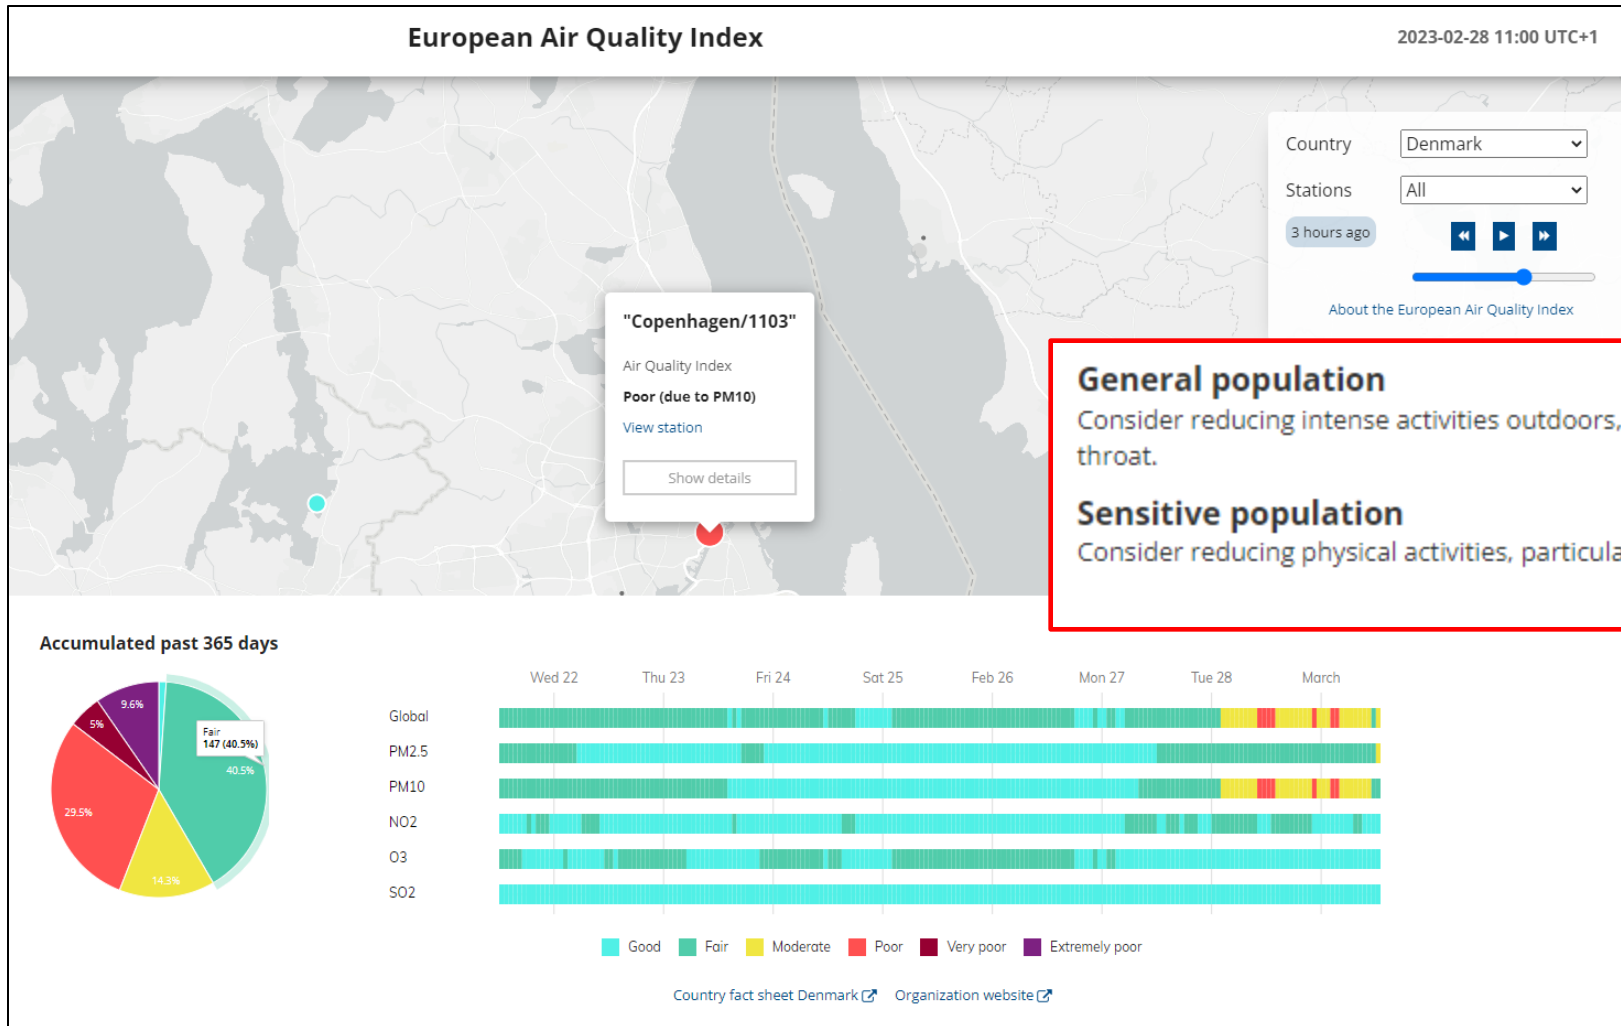 European Air Quality Index
2023-02-28 11:00 UTC+1
Country
Denmark
Stations
All
3 hours ago
About the European Air Quality Index
"Copenhagen/1103"
Air Quality Index
Poor (due to PM10)
View station
Show details
General population
Consider reducing intense activities outdoors,
throat.
Sensitive population
Consider reducing physical activities, particula
Accumulated past 365 days
9.6%
5%
Fair
147 (40.5%)
40.5%
29.5%
14.3%
Wed 22 Thu 23 Fri 24 Sat 25 Feb 26 Mon 27 Tue 28 March
Global
PM2.5
PM10
NO2
O3
SO2
Good Fair Moderate Poor Very poor Extremely poor
Country fact sheet Denmark Organization website